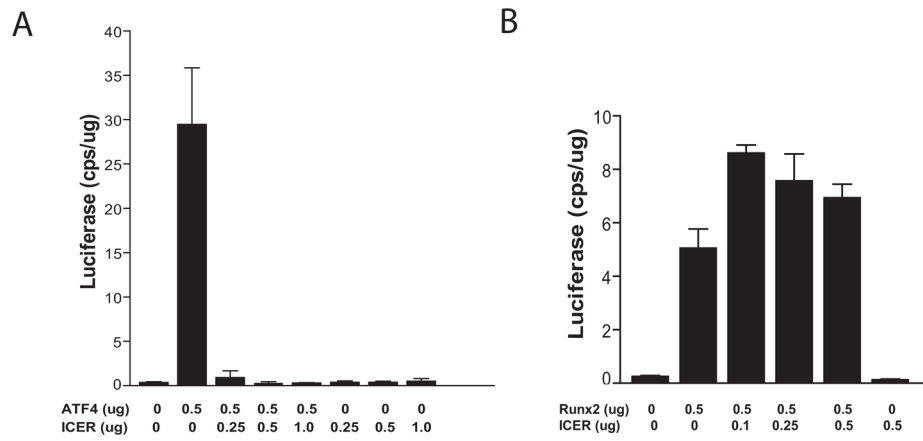 A
Luciferase (cps/ug)
40
35
30
25
20
15
10
5
0
ATF4 (ug) 0 0.5 0.5 0.5 0.5 0 0 0
ICER (ug) 0 0 0.25 0.5 1.0 0.25 0.5 1.0
B
Luciferase (cps/ug)
10
8
6
4
2
0
Runx2 (ug) 0 0.5 0.5 0.5 0.5 0
ICER (ug) 0 0 0.1 0.25 0.5 0.5